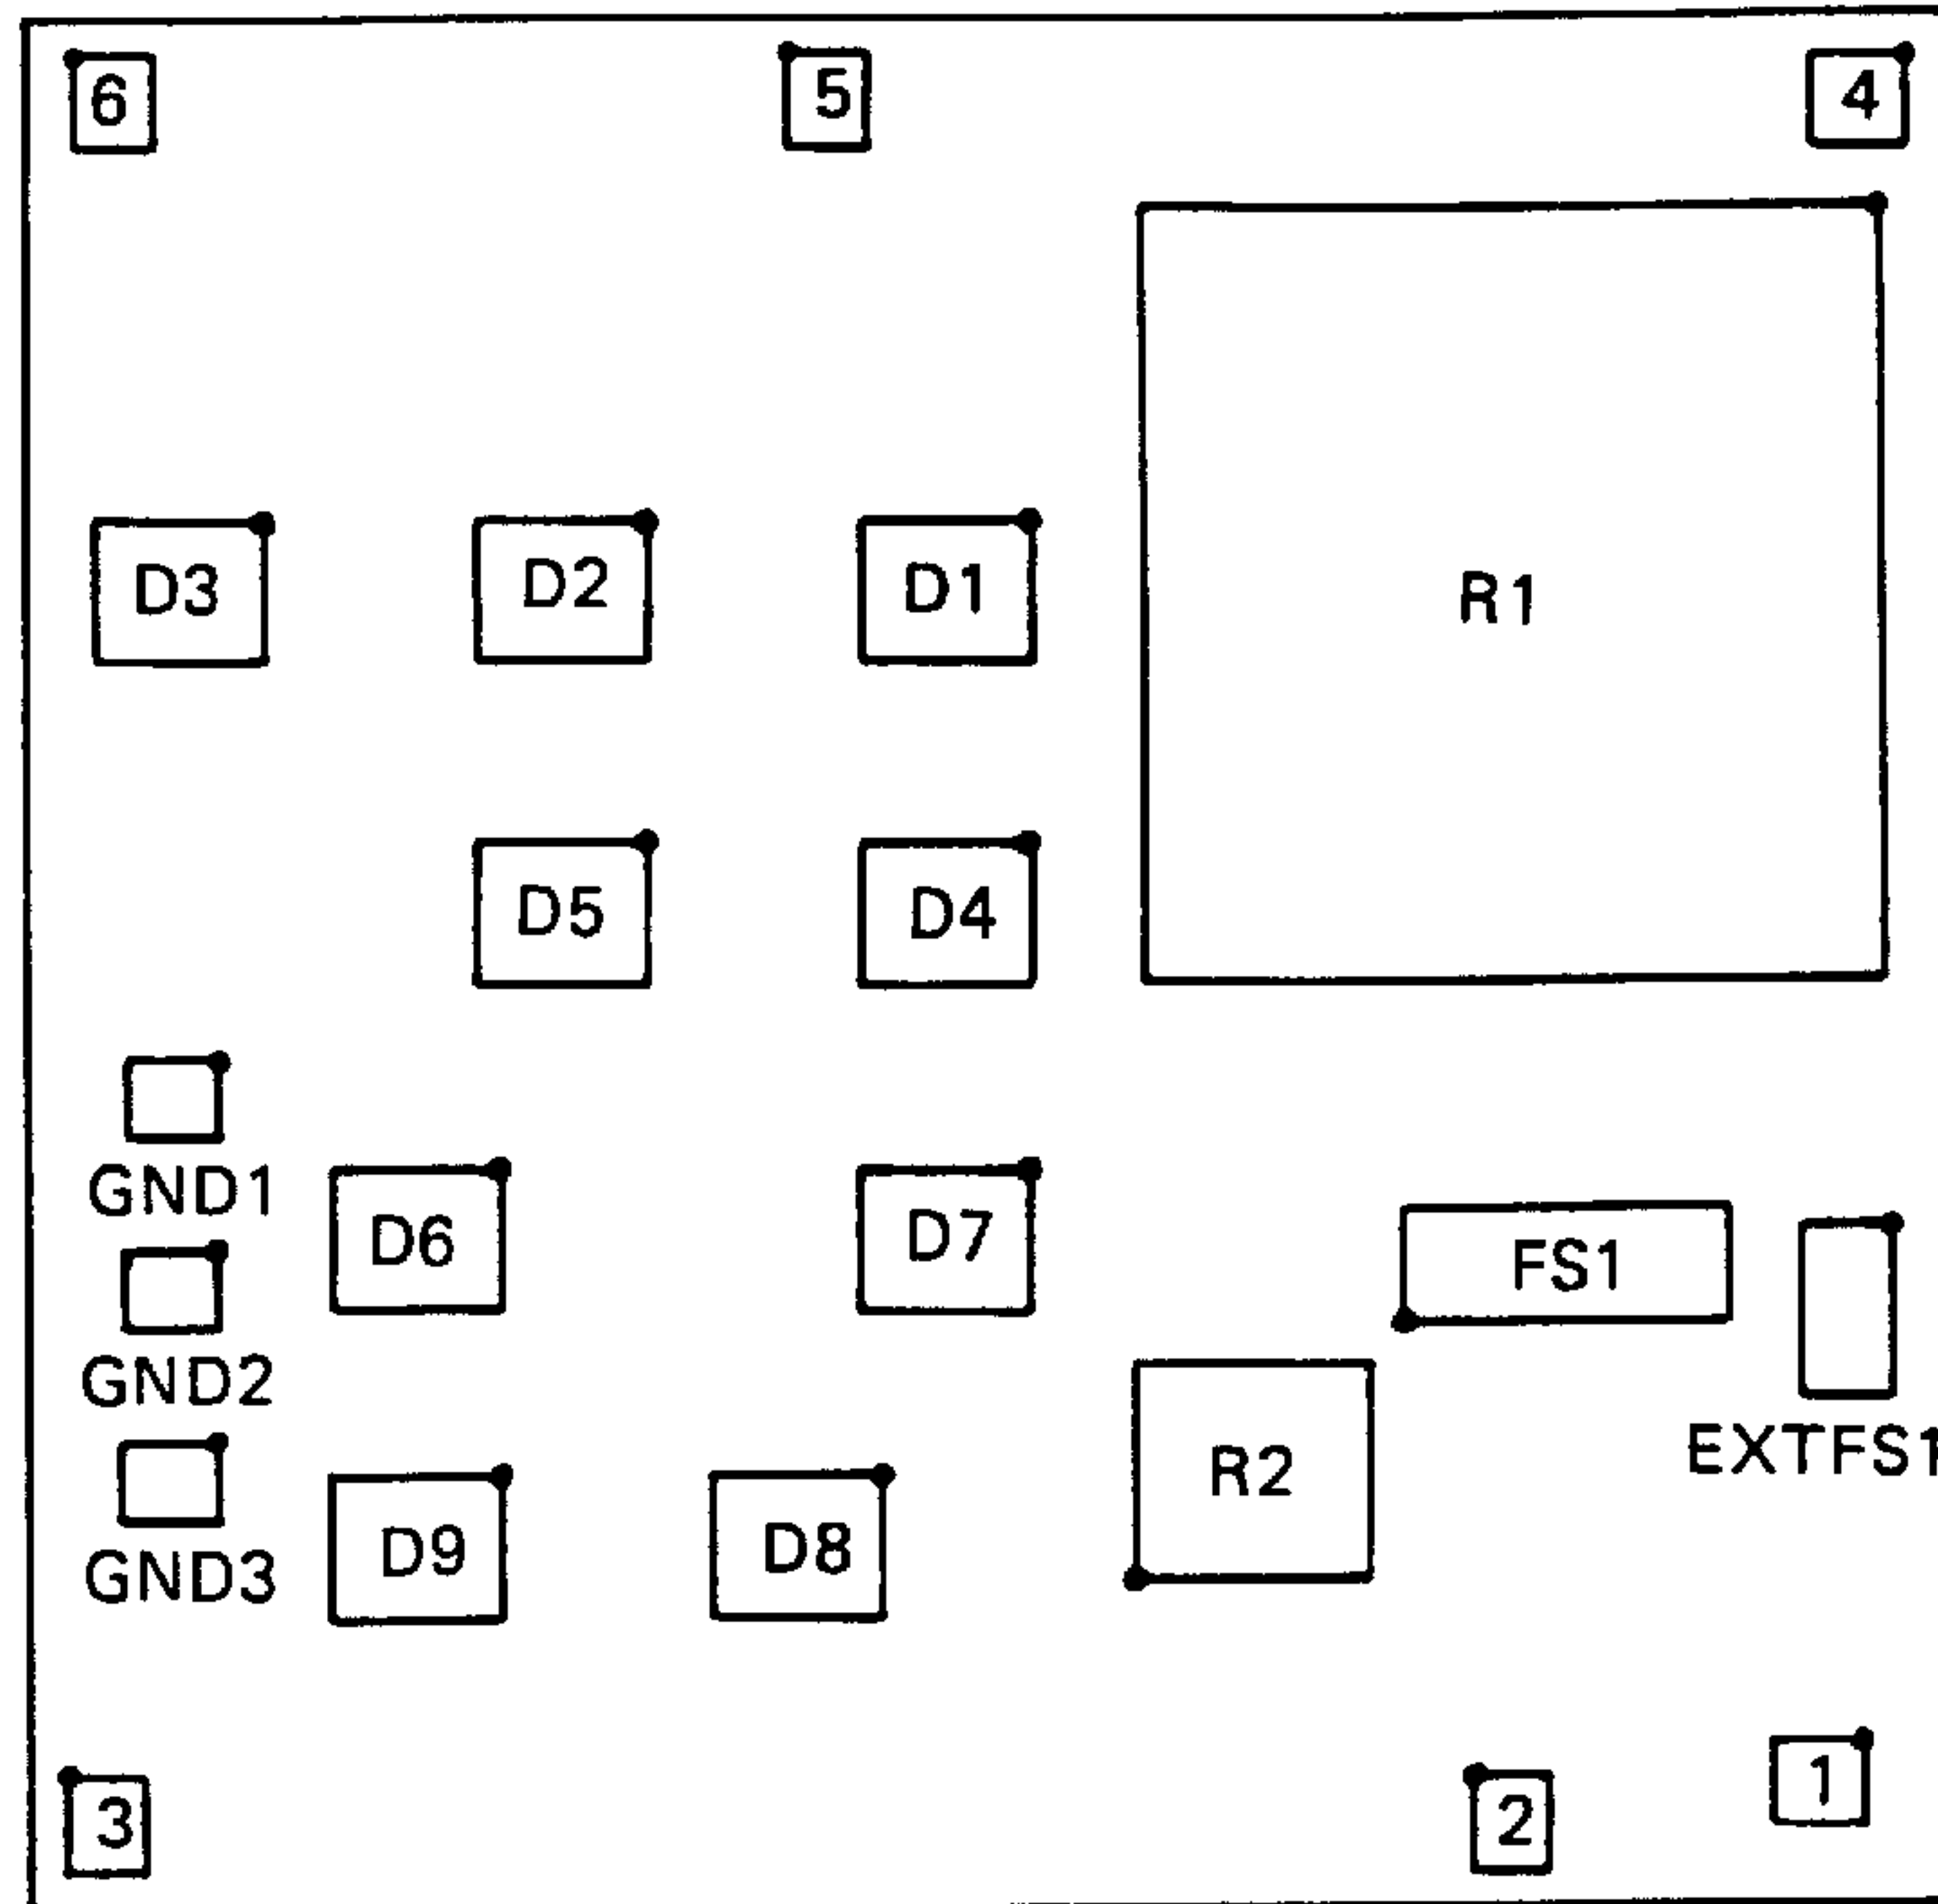 6 5 4
D3 D2 D1 R1
D5 D4
GND1
D6 D7 FS1
GND2
EXTFS1
R2
D9 D8
GND3
3 2 1